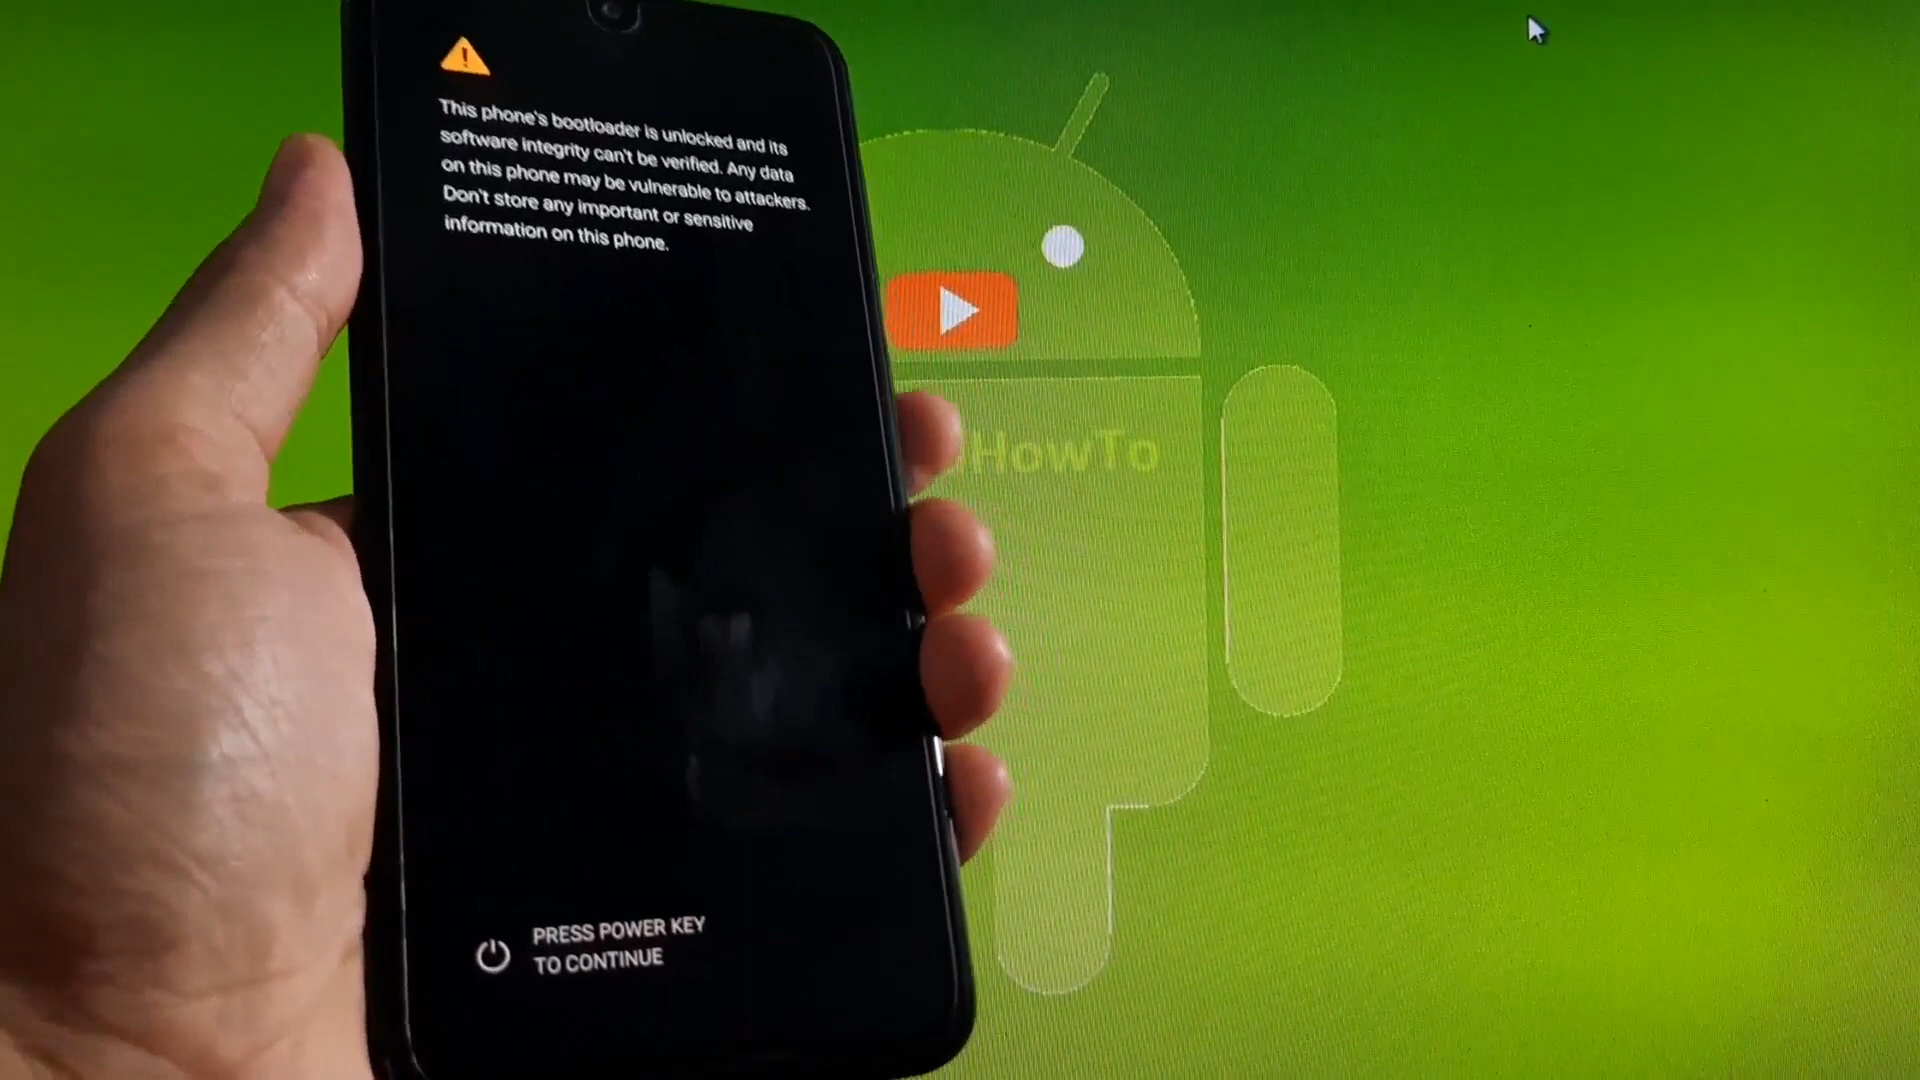 This phone's bootloader is unlocked and its
software integrity can't be verified. Any data
on this phone may be vulnerable to attackers.
Don't store any important or sensitive
information on this phone.
HowTo
PRESS POWER KEY
TO CONTINUE